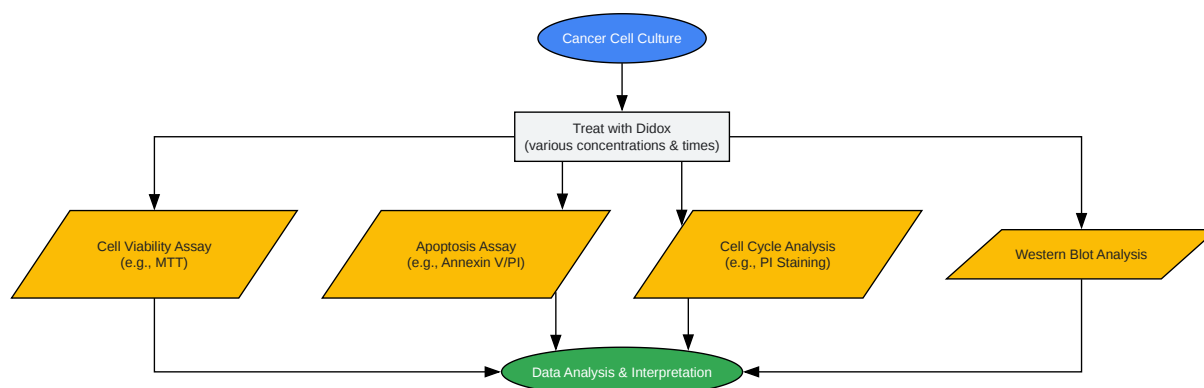 Cancer Cell Culture
Treat with Didox
(various concentrations & times)
Cell Viability Assay
(e.g., MTT)
Apoptosis Assay
(e.g., Annexin V/PI)
Cell Cycle Analysis
(e.g., PI Staining)
Western Blot Analysis
Data Analysis & Interpretation